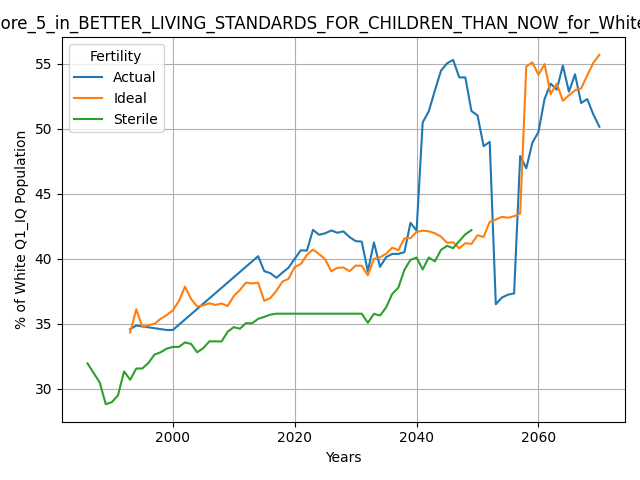 ore_5_in_BETTER_LIVING_STANDARDS_FOR_CHILDREN_THAN_NOW_for_White
Fertility
Actual
Ideal
Sterile
% of White Q1_IQ Population
55
50
45
40
35
30
2000
2020
2040
2060
Years